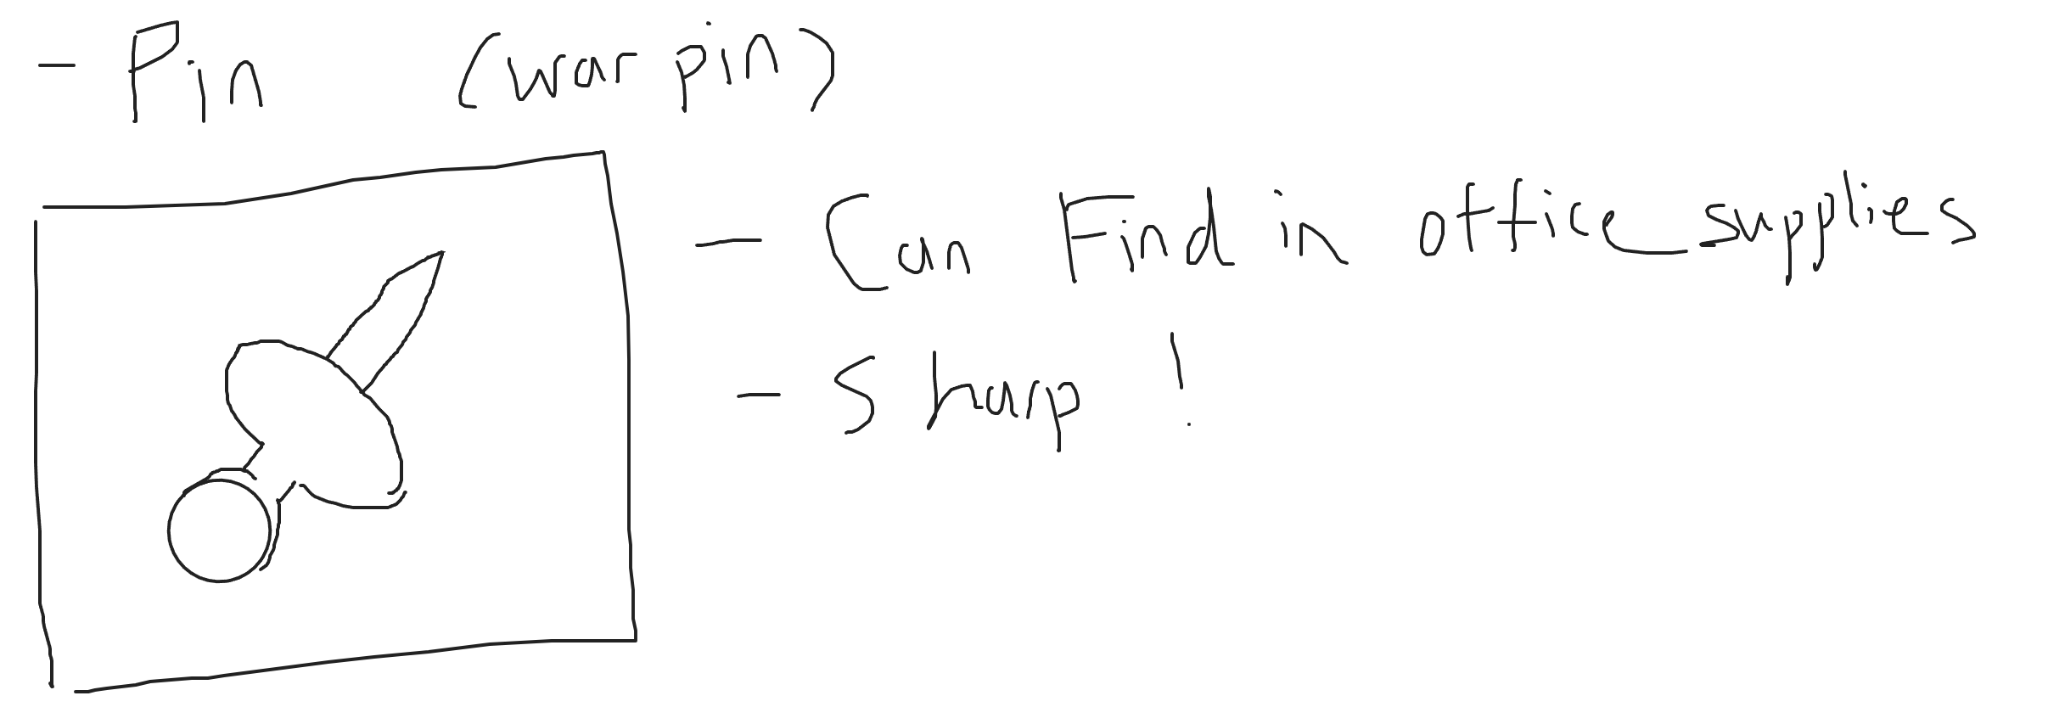 - Pin (war pin)
- Can Find in office supplies
- Sharp !